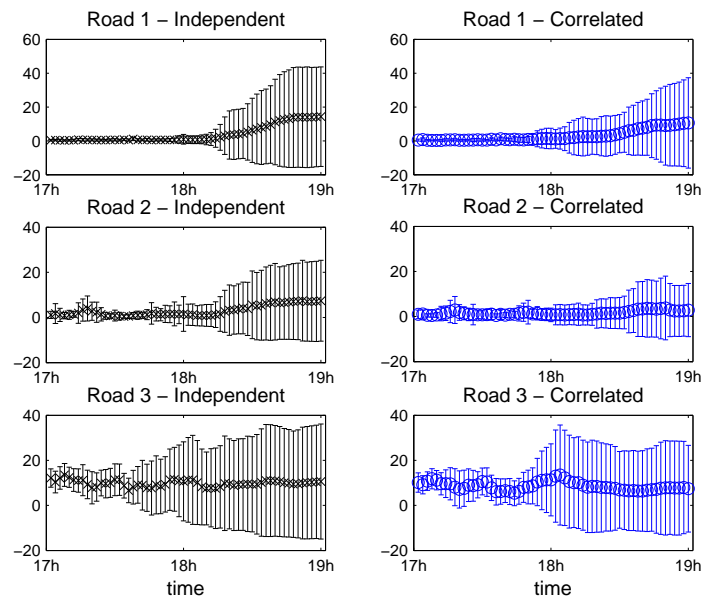 Road 1 − Independent
60
40
20
0
−20
17h 18h 19h
Road 1 − Correlated
60
40
20
0
−20
17h 18h 19h
Road 2 − Independent
40
20
0
−20
17h 18h 19h
Road 2 − Correlated
40
20
0
−20
17h 18h 19h
Road 3 − Independent
40
20
0
−20
17h 18h 19h
time
Road 3 − Correlated
40
20
0
−20
17h 18h 19h
time